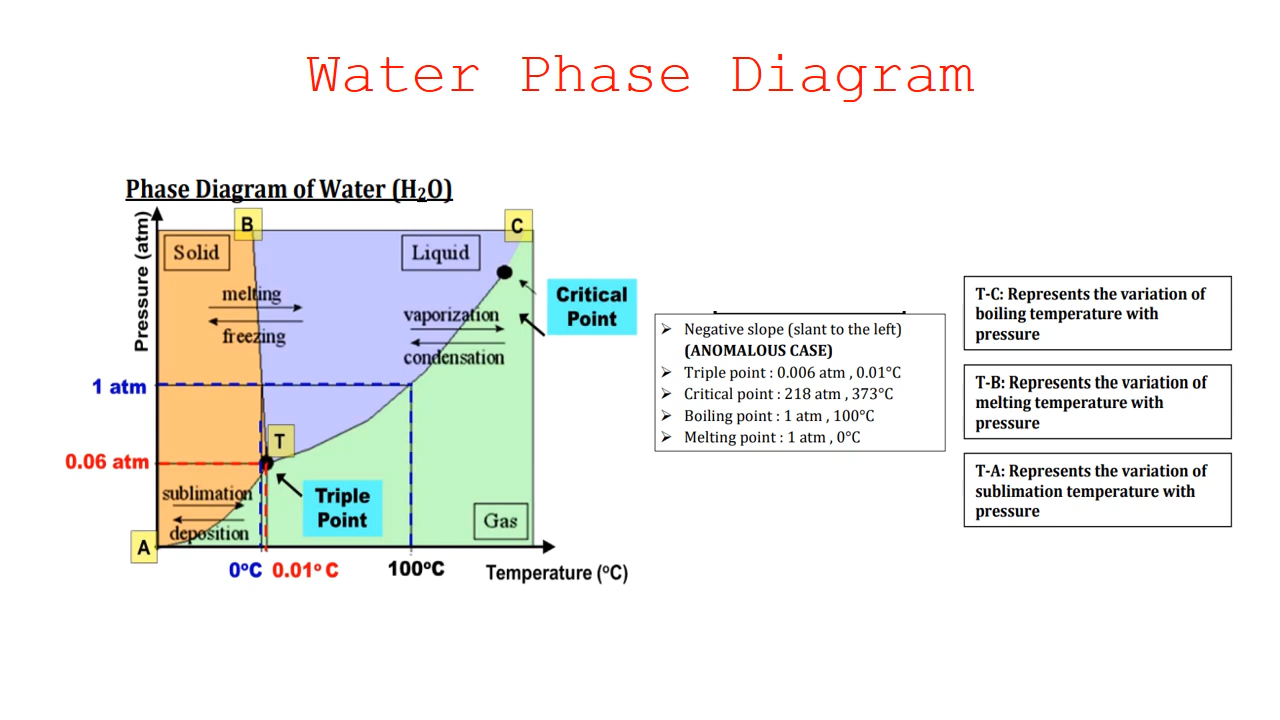 Water Phase Diagram
Phase Diagram of Water (H₂O)
Pressure (atm)
B
C
Solid
Liquid
melting
freezing
vaporization
condensation
Critical
Point
1 atm
T
0.06 atm
sublimation
deposition
Triple
Point
Gas
A
0°C
0.01°C
100°C
Temperature (°C)
➢ Negative slope (slant to the left)
(ANOMALOUS CASE)
➢ Triple point : 0.006 atm , 0.01°C
➢ Critical point : 218 atm , 373°C
➢ Boiling point : 1 atm , 100°C
➢ Melting point : 1 atm , 0°C
T-C: Represents the variation of
boiling temperature with
pressure
T-B: Represents the variation of
melting temperature with
pressure
T-A: Represents the variation of
sublimation temperature with
pressure